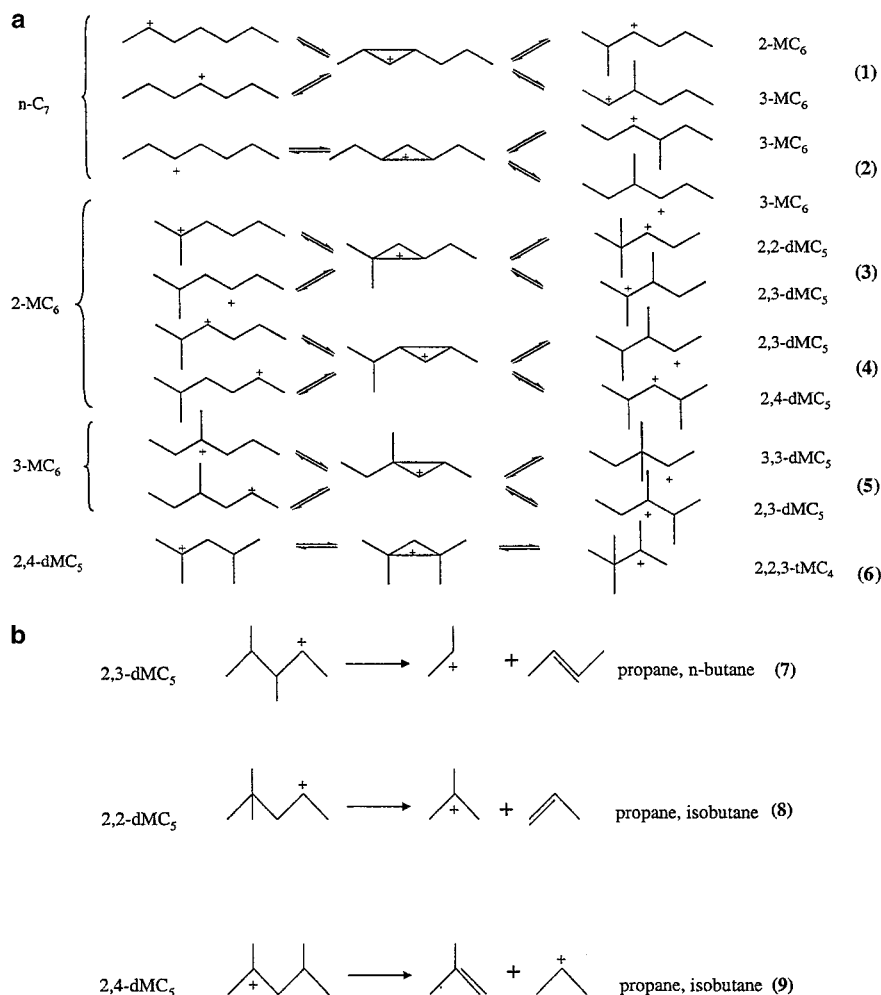 a
n-C₇
2-MC₆
3-MC₆
(1)
3-MC₆
3-MC₆
(2)
2-MC₆
2,2-dMC₅
2,3-dMC₅
(3)
2,3-dMC₅
2,4-dMC₅
(4)
3-MC₆
3,3-dMC₅
2,3-dMC₅
(5)
2,4-dMC₅
2,2,3-tMC₄ (6)
b
2,3-dMC₅ + propane, n-butane (7)
2,2-dMC₅ + propane, isobutane (8)
2,4-dMC₅ + propane, isobutane (9)